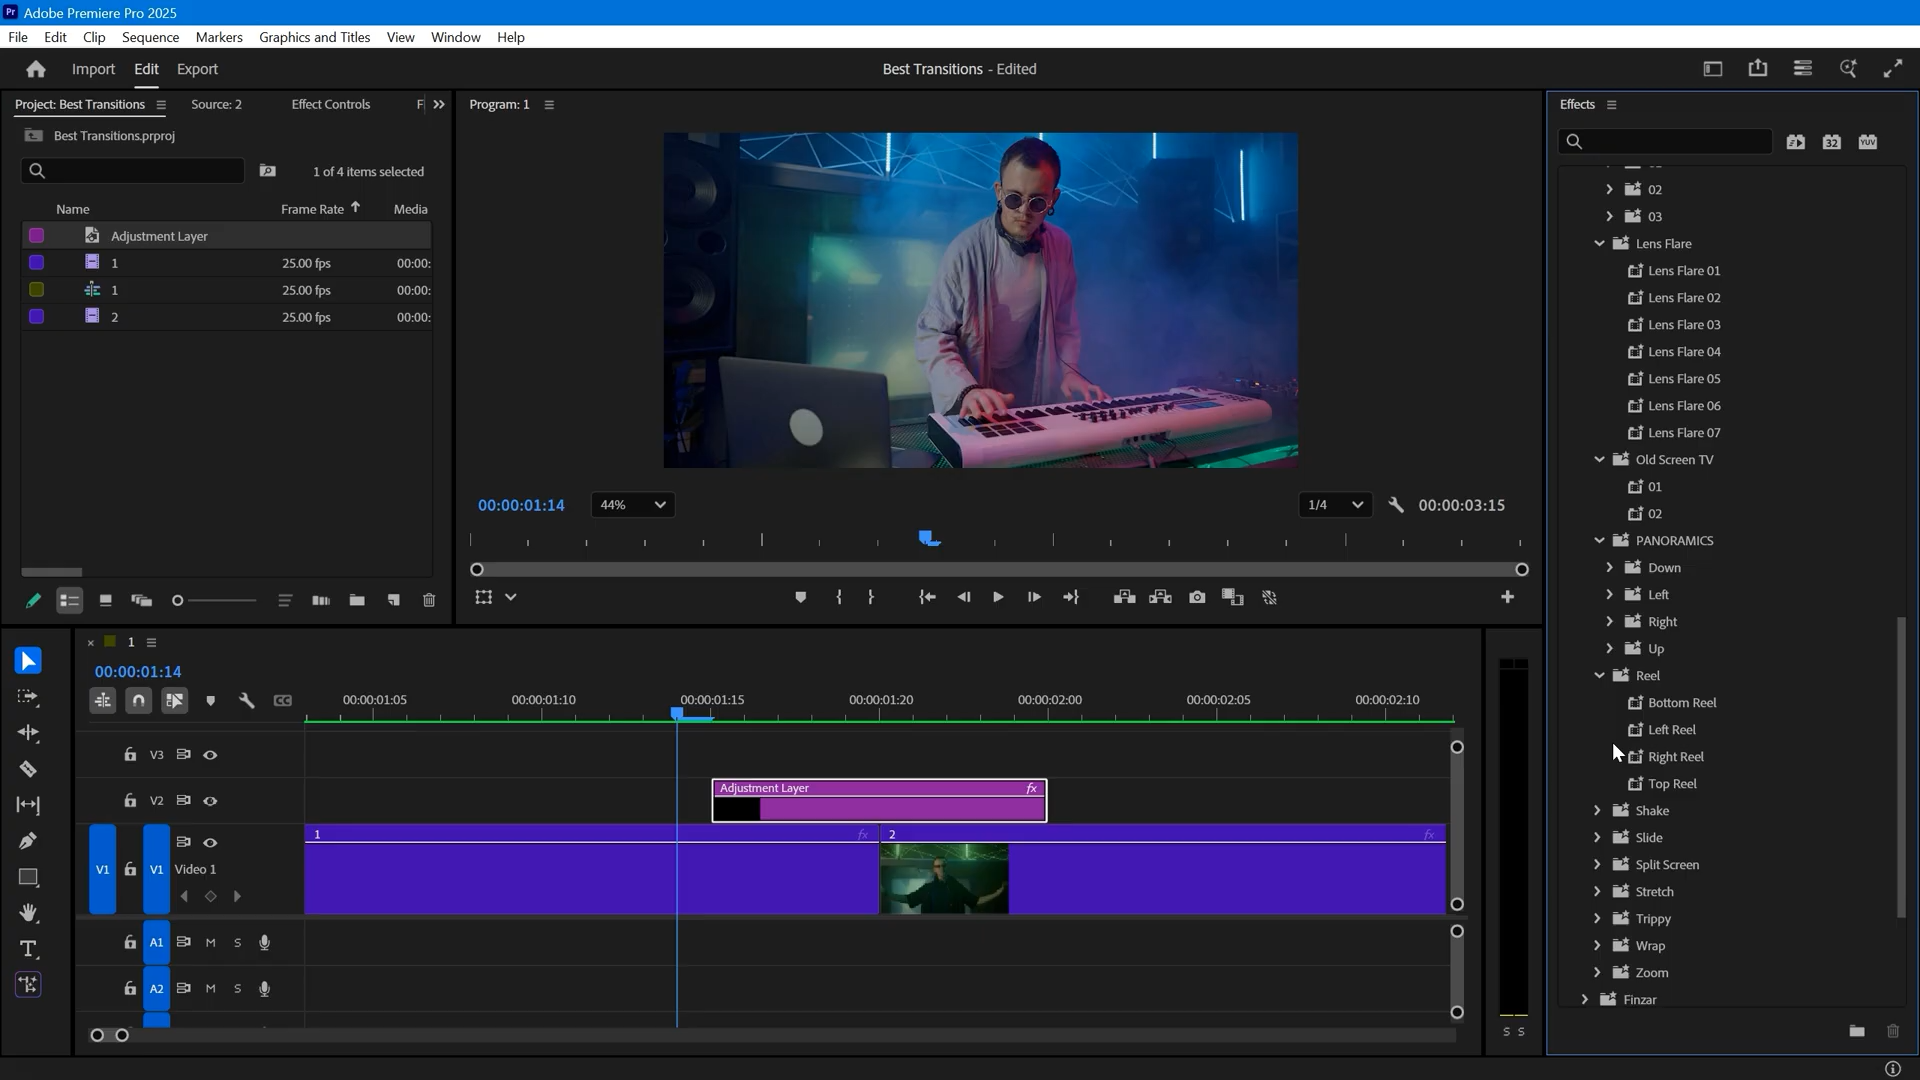 Pr Adobe Premiere Pro 2025
File Edit Clip Sequence Markers Graphics and Titles View Window Help
Import Edit Export Best Transitions - Edited
Project: Best Transitions Source: 2 Effect Controls F
Best Transitions.prproj
1 of 4 items selected
Name Frame Rate Media
Adjustment Layer
1 25.00 fps 00:00:
1 25.00 fps 00:00:
2 25.00 fps 00:00:
Program: 1
00:00:01:14 44% 1/4 00:00:03:15
1
00:00:01:14
CC
00:00:01:05 00:00:01:10 00:00:01:15 00:00:01:20 00:00:02:00 00:00:02:05 00:00:02:10
V3
V2
Adjustment Layer fx
V1 V1 Video 1
1 fx 2 fx
A1 M S
A2 M S
S S
Effects
32 YUV
02
03
Lens Flare
Lens Flare 01
Lens Flare 02
Lens Flare 03
Lens Flare 04
Lens Flare 05
Lens Flare 06
Lens Flare 07
Old Screen TV
01
02
PANORAMICS
Down
Left
Right
Up
Reel
Bottom Reel
Left Reel
Right Reel
Top Reel
Shake
Slide
Split Screen
Stretch
Trippy
Wrap
Zoom
Finzar